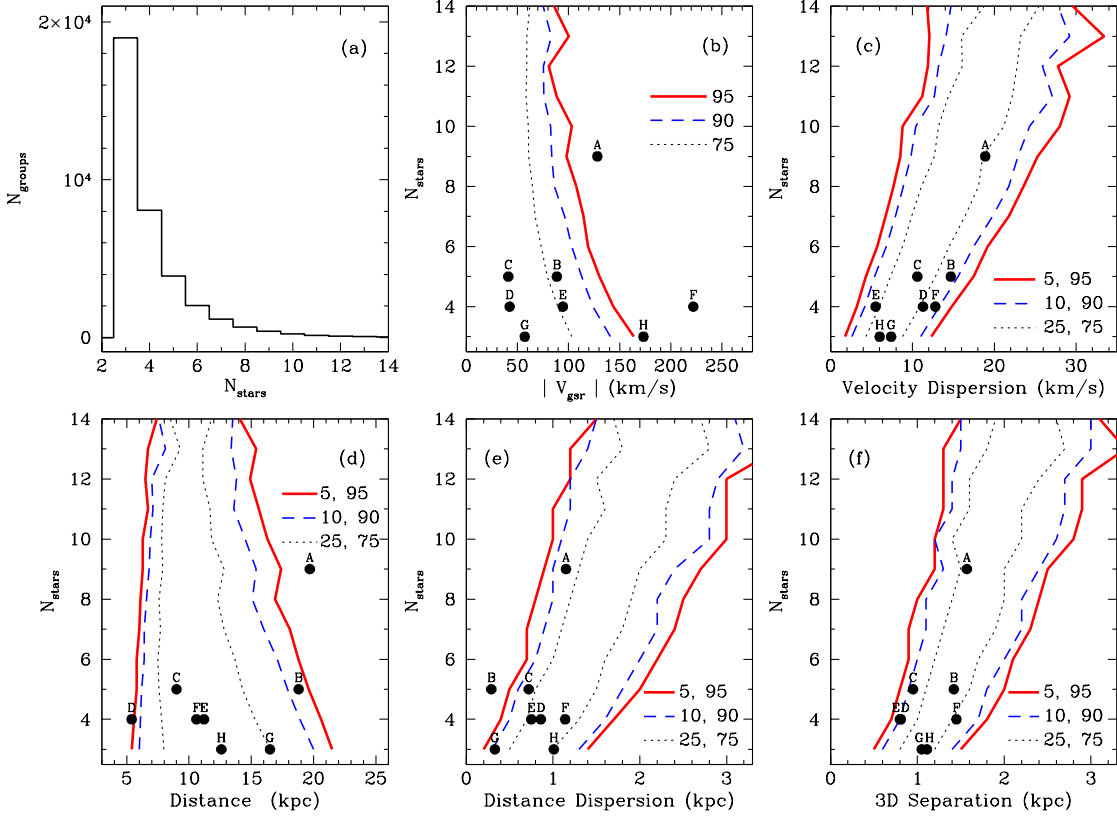 2×10⁴
10⁴
0
N_groups
(a)
2 4 6 8 10 12 14
N_stars
14
12
10
8
6
4
N_stars
(b)
95
90
75
A
C B
D E F
G H
0 50 100 150 200 250
| V_gsr | (km/s)
14
12
10
8
6
4
N_stars
(c)
A
C B
E D F
H G
5, 95
10, 90
25, 75
0 10 20 30
Velocity Dispersion (km/s)
14
12
10
8
6
4
N_stars
(d)
5, 95
10, 90
25, 75
A
C B
D F E
H G
5 10 15 20 25
Distance (kpc)
14
12
10
8
6
4
N_stars
(e)
A
B C
E D F
G H
5, 95
10, 90
25, 75
0 1 2 3
Distance Dispersion (kpc)
14
12
10
8
6
4
N_stars
(f)
A
C B
E D F
G H
5, 95
10, 90
25, 75
0 1 2 3
3D Separation (kpc)